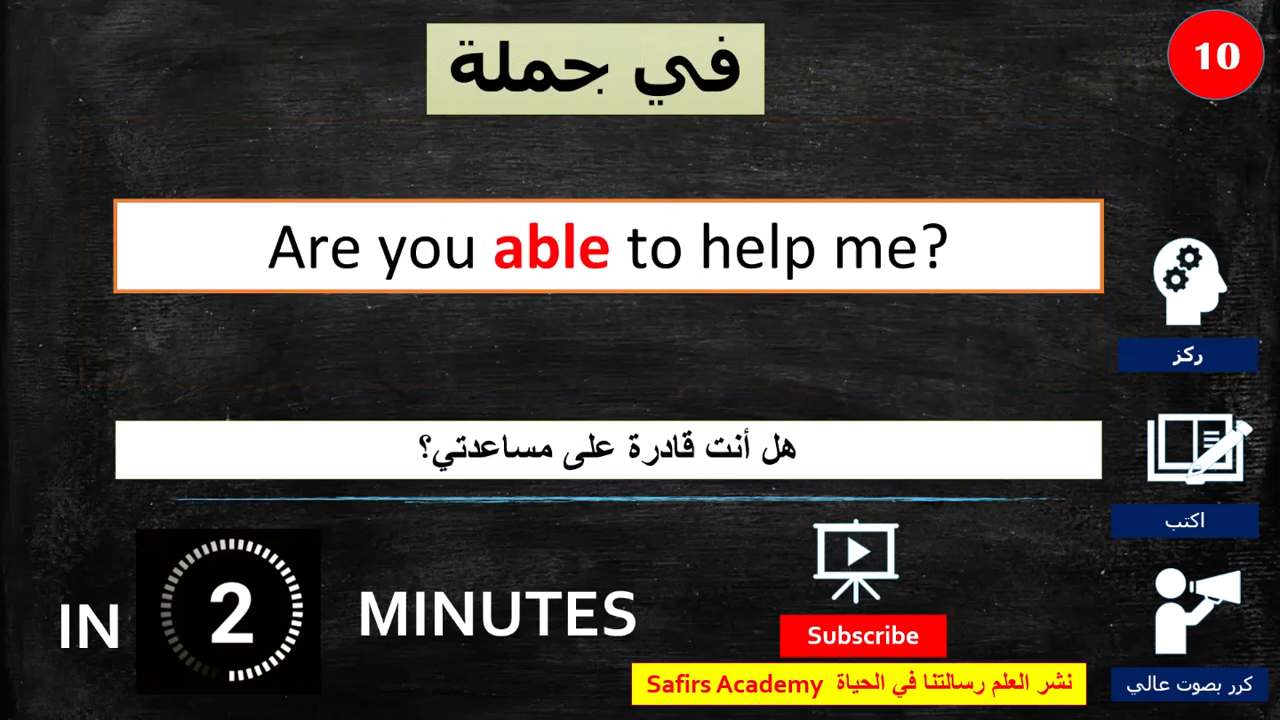 في جملة
10
Are you able to help me?
ركز
هل أنت قادرة على مساعدتي؟
اكتب
IN 2 MINUTES
Subscribe
كرر بصوت عالي
نشر العلم رسالتنا في الحياة Safirs Academy